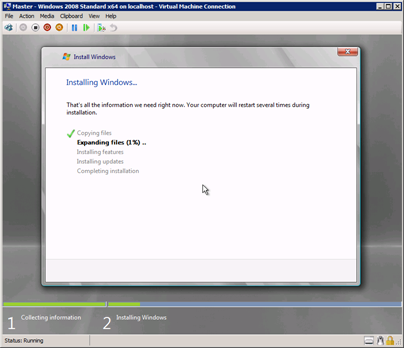 Master - Windows 2008 Standard x64 on localhost - Virtual Machine Connection
File Action Media Clipboard View Help
Install Windows
Installing Windows...
That's all the information we need right now. Your computer will restart several times during
installation.
Copying files
Expanding files (1%) ..
Installing features
Installing updates
Completing installation
1 Collecting information 2 Installing Windows
Status: Running